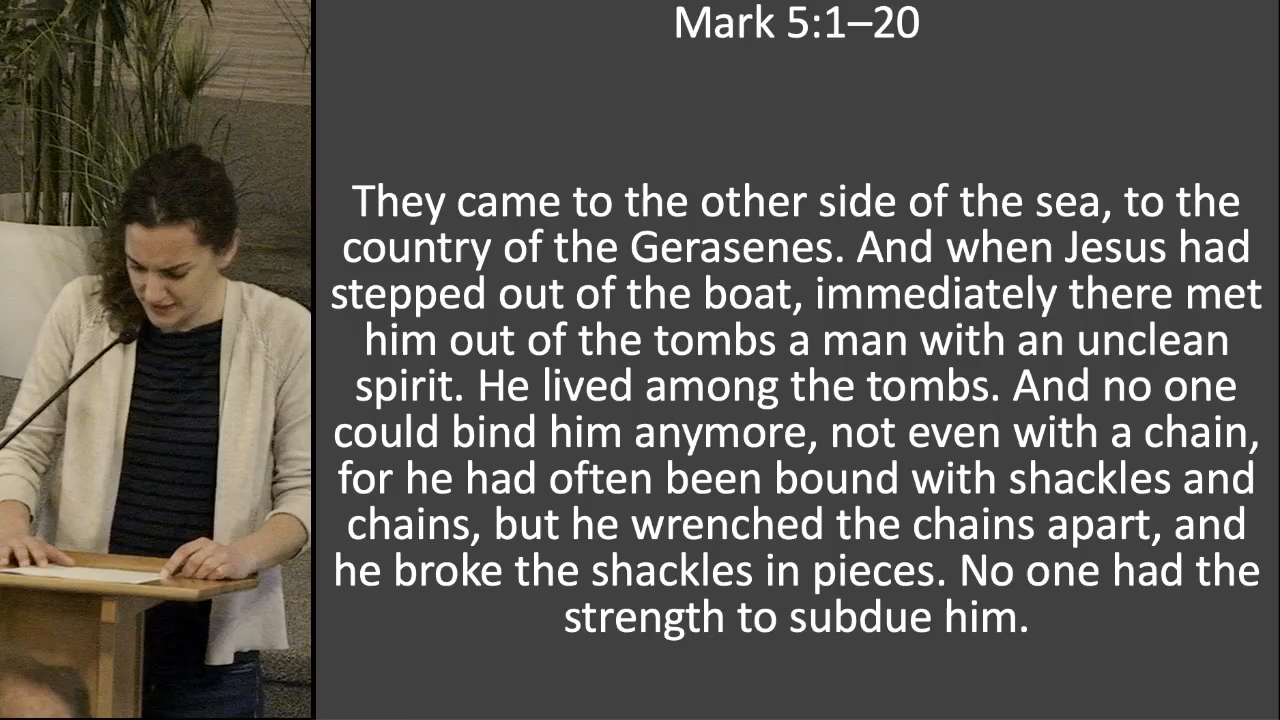 Mark 5:1–20
They came to the other side of the sea, to the
country of the Gerasenes. And when Jesus had
stepped out of the boat, immediately there met
him out of the tombs a man with an unclean
spirit. He lived among the tombs. And no one
could bind him anymore, not even with a chain,
for he had often been bound with shackles and
chains, but he wrenched the chains apart, and
he broke the shackles in pieces. No one had the
strength to subdue him.